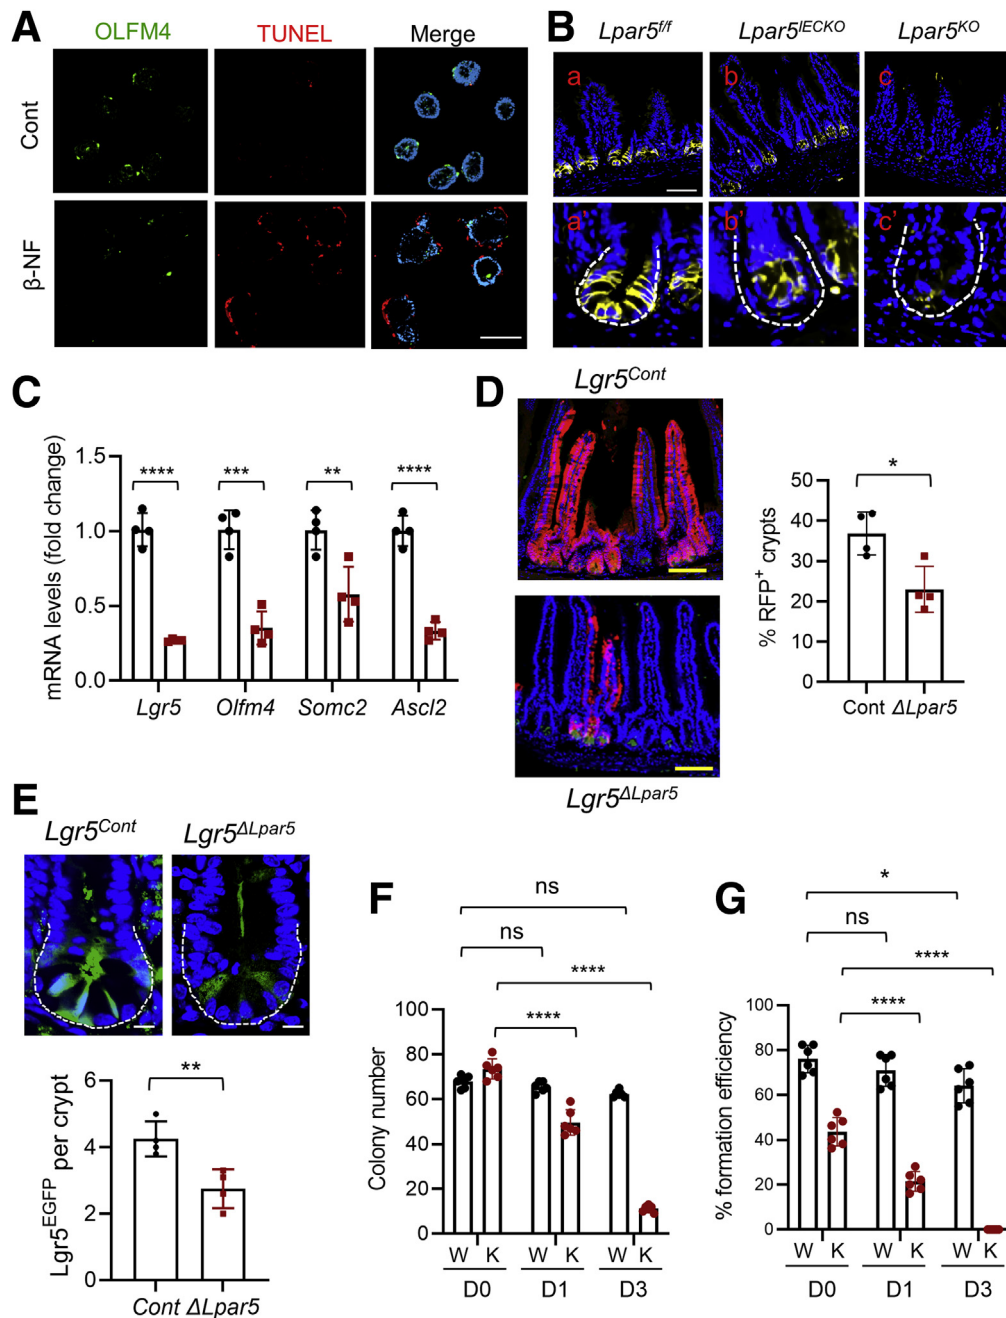 A
OLFM4
TUNEL
Merge
Cont
β-NF
B
Lpar5f/f
Lpar5IECKO
Lpar5KO
a
b
c
a'
b'
c'
C
mRNA levels (fold change)
1.5
1.0
0.5
0.0
****
***
**
****
Lgr5
Olfm4
Somc2
Ascl2
D
Lgr5Cont
Lgr5ΔLpar5
% RFP+ crypts
50
40
30
20
10
0
*
Cont ΔLpar5
E
Lgr5Cont
Lgr5ΔLpar5
Lgr5EGFP per crypt
6
4
2
0
**
Cont ΔLpar5
F
ns
ns
****
****
Colony number
100
80
60
40
20
0
W K W K W K
D0 D1 D3
G
*
ns
****
****
% formation efficiency
100
80
60
40
20
0
W K W K W K
D0 D1 D3